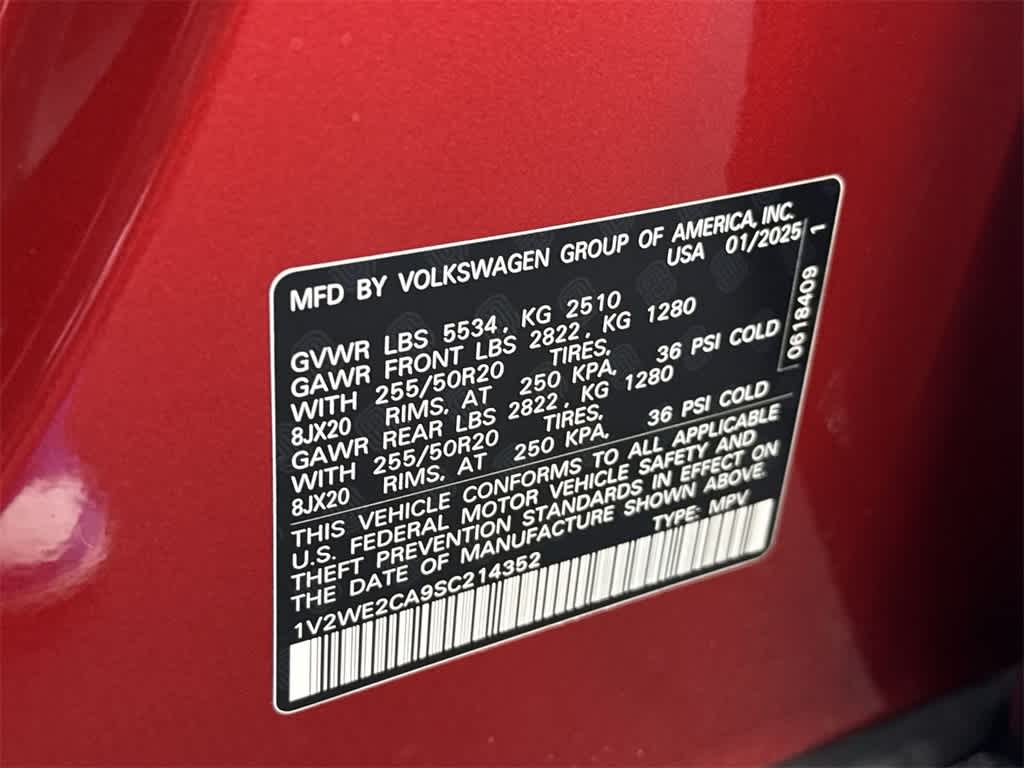 MFD BY VOLKSWAGEN GROUP OF AMERICA, INC.
USA 01/2025
GVWR LBS 5534, KG 2510
GAWR FRONT LBS 2822, KG 1280
WITH 255/50R20 TIRES,
8JX20 RIMS, AT 250 KPA, 36 PSI COLD
GAWR REAR LBS 2822, KG 1280
WITH 255/50R20 TIRES,
8JX20 RIMS, AT 250 KPA, 36 PSI COLD
THIS VEHICLE CONFORMS TO ALL APPLICABLE
U.S. FEDERAL MOTOR VEHICLE SAFETY AND
THEFT PREVENTION STANDARDS IN EFFECT ON
THE DATE OF MANUFACTURE SHOWN ABOVE.
TYPE: MPV
1V2WE2CA9SC214352
0618409 1